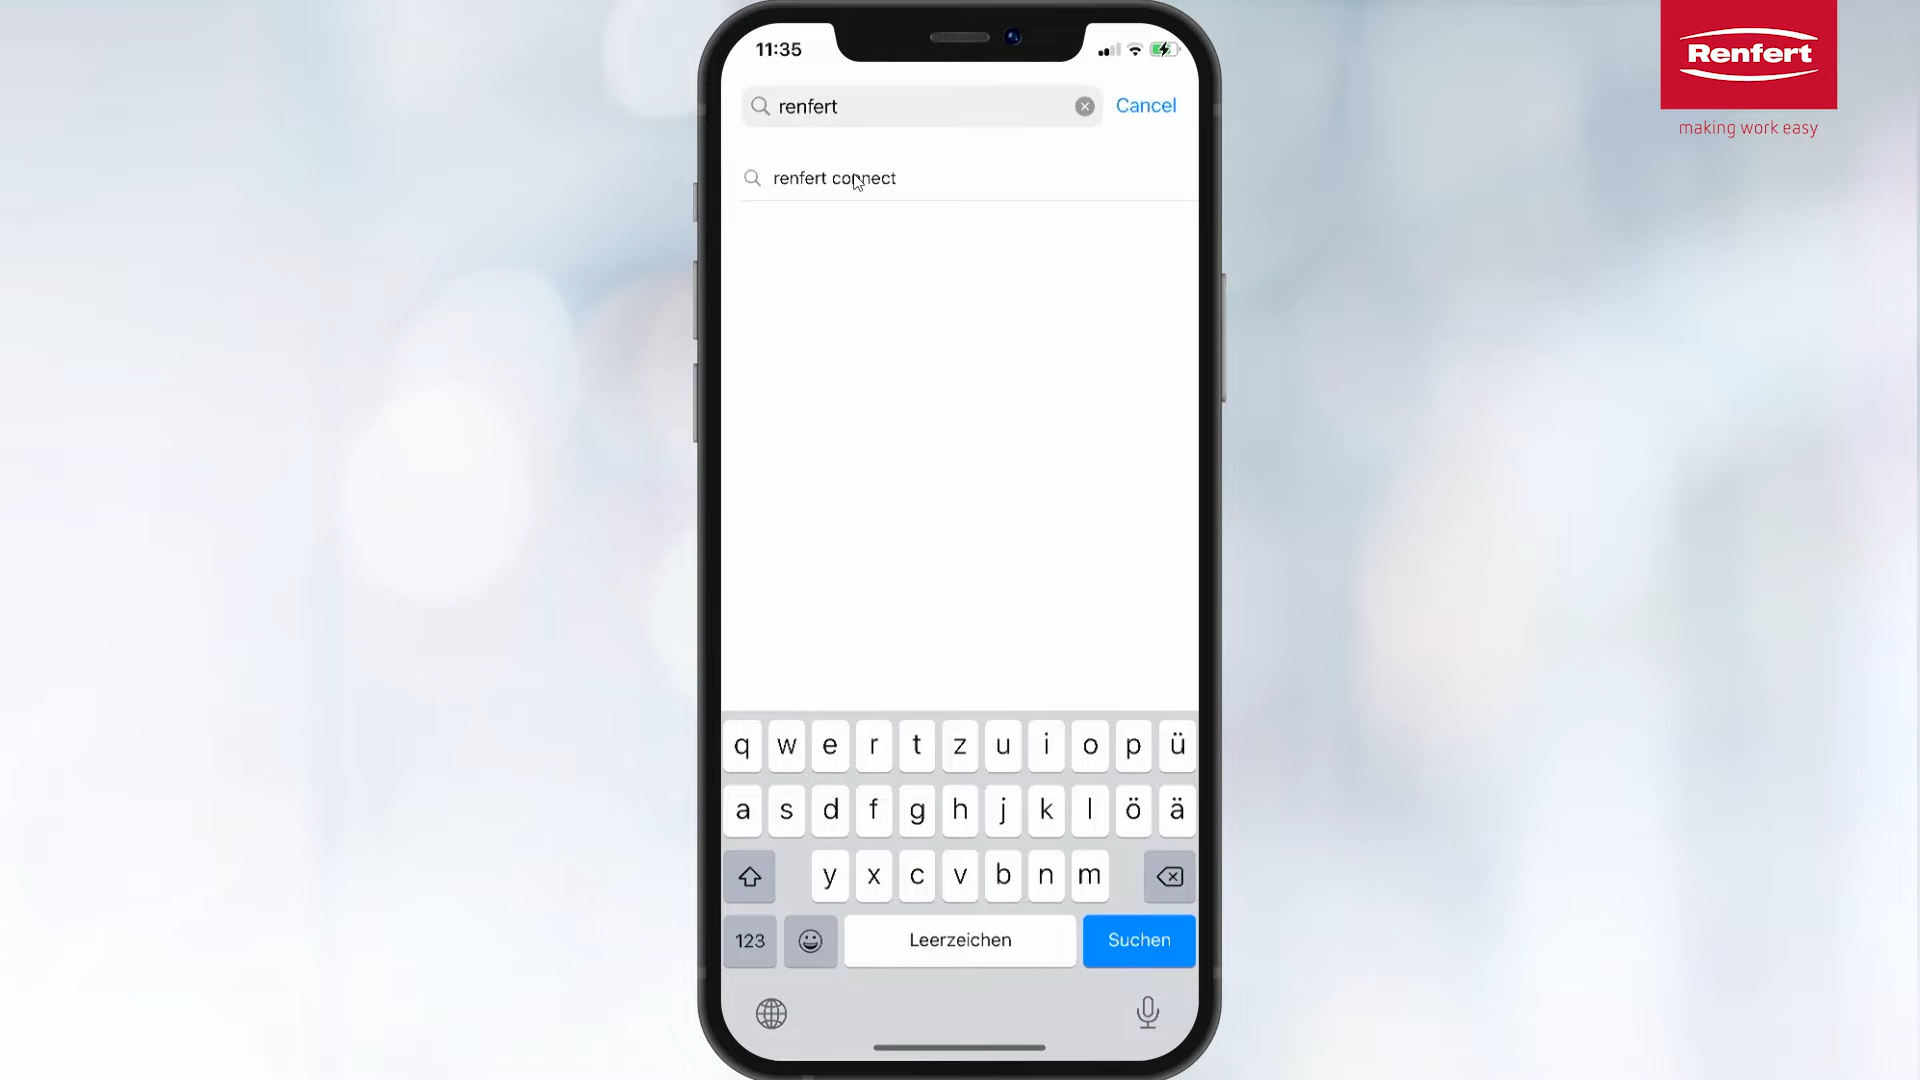 11:35
renfert
Cancel
renfert connect
Renfert
making work easy
q w e r t z u i o p ü
a s d f g h j k l ö ä
y x c v b n m
123
Leerzeichen
Suchen